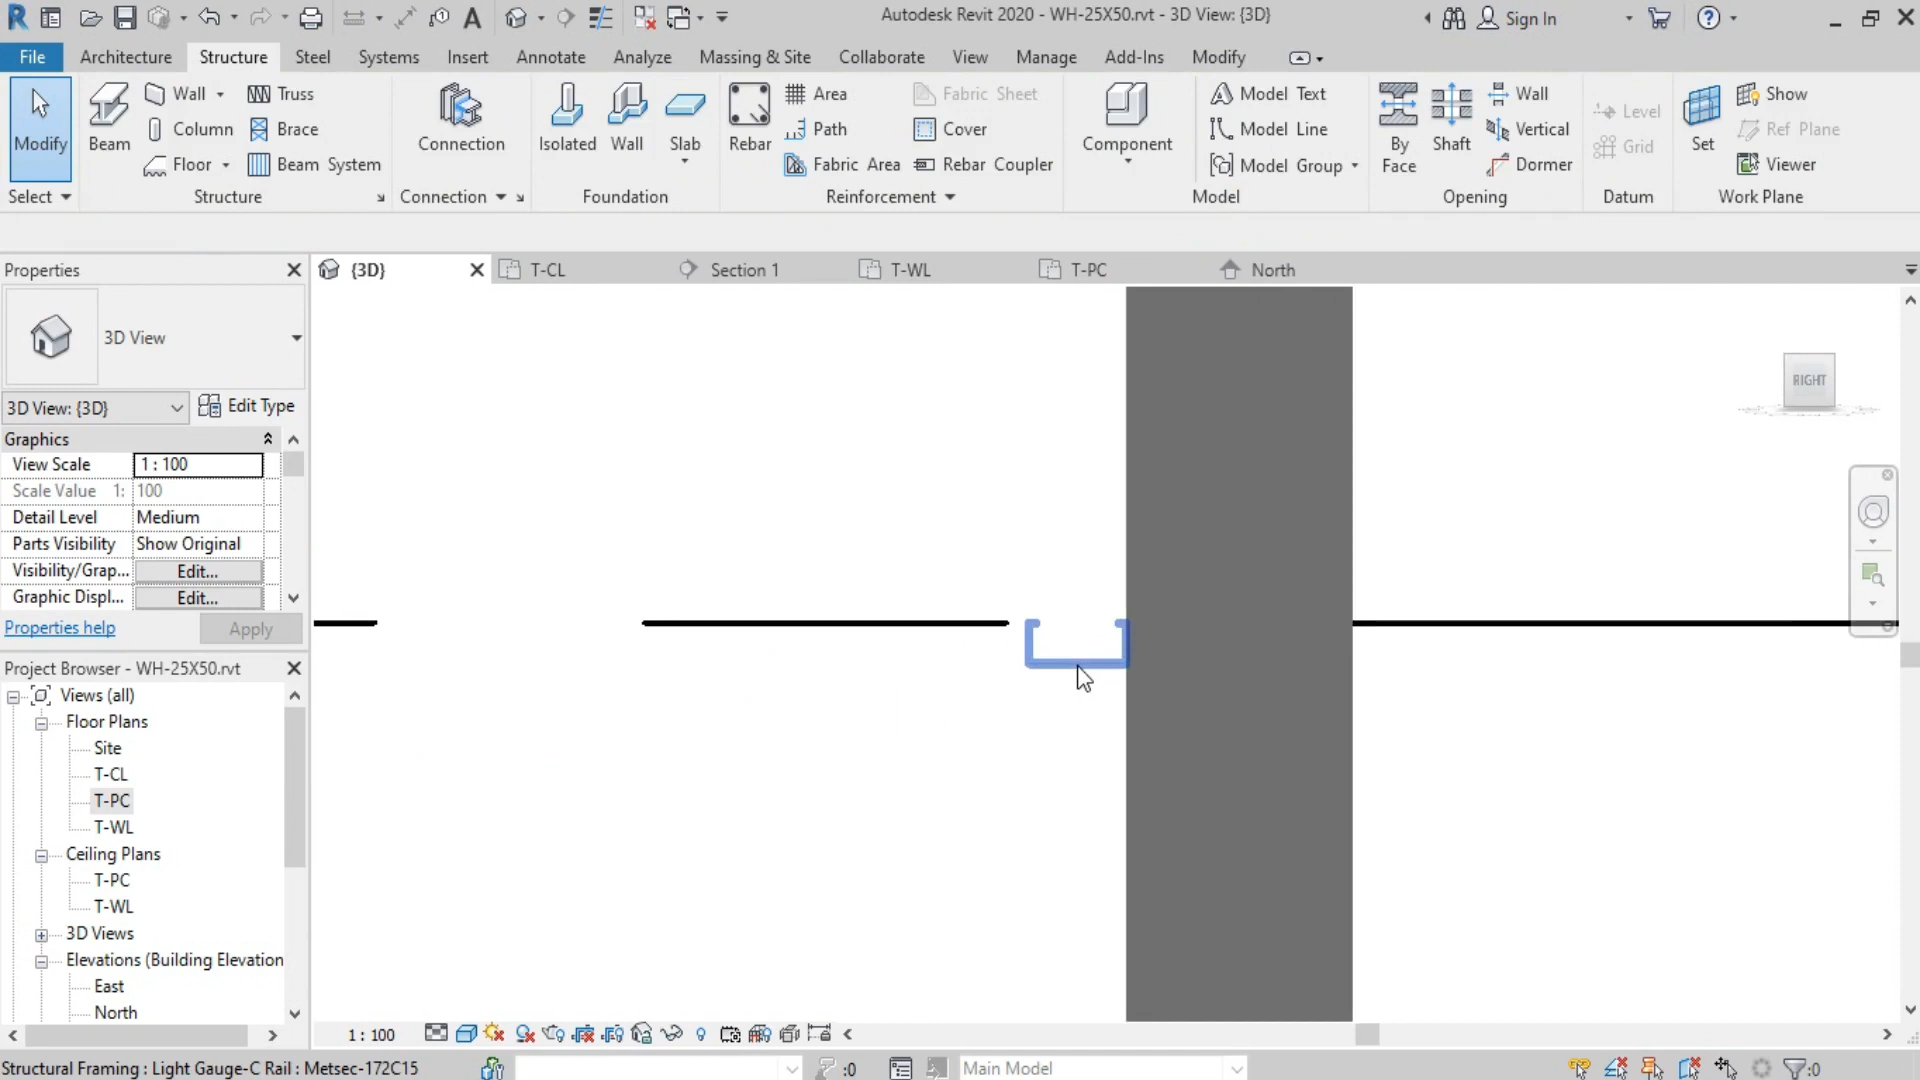 Autodesk Revit 2020 - WH-25X50.rvt - 3D View: {3D}
Sign In
File Architecture Structure Steel Systems Insert Annotate Analyze Massing & Site Collaborate View Manage Add-Ins Modify
Modify
Select
Beam
Wall
Column
Floor
Truss
Brace
Beam System
Structure
Connection
Connection
Isolated
Wall
Slab
Foundation
Rebar
Area
Path
Fabric Area
Fabric Sheet
Cover
Rebar Coupler
Reinforcement
Component
Model Text
Model Line
Model Group
Model
By
Face
Shaft
Wall
Vertical
Dormer
Opening
Level
Grid
Datum
Set
Show
Ref Plane
Viewer
Work Plane
Properties
3D View
3D View: {3D}
Edit Type
Graphics
View Scale 1 : 100
Scale Value 1: 100
Detail Level Medium
Parts Visibility Show Original
Visibility/Grap... Edit...
Graphic Displ... Edit...
Properties help
Apply
Project Browser - WH-25X50.rvt
Views (all)
Floor Plans
Site
T-CL
T-PC
T-WL
Ceiling Plans
T-PC
T-WL
3D Views
Elevations (Building Elevation
East
North
{3D}
T-CL
Section 1
T-WL
T-PC
North
RIGHT
1 : 100
Structural Framing : Light Gauge-C Rail : Metsec-172C15
:0
Main Model
:0